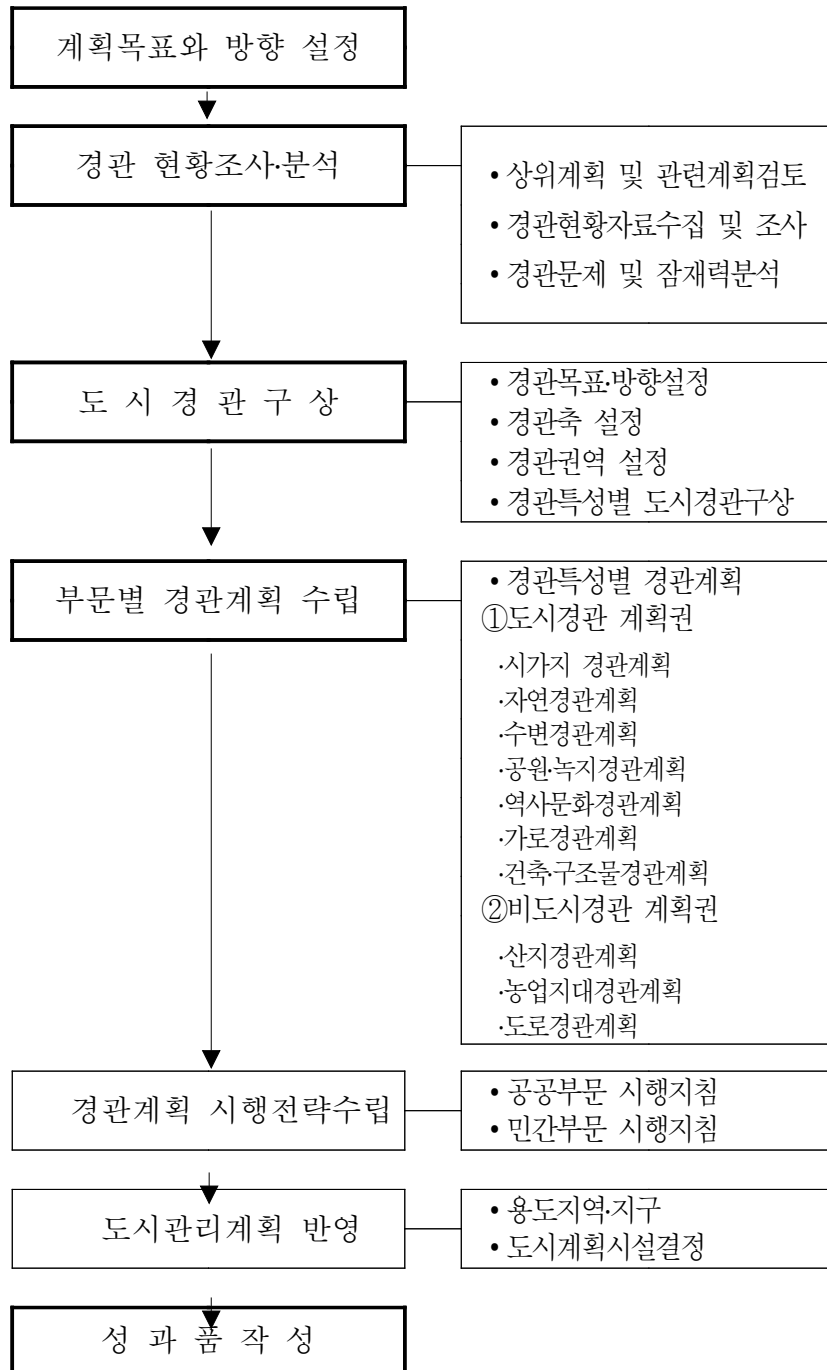 계획목표와 방향 설정
경관 현황조사·분석
• 상위계획 및 관련계획검토
• 경관현황자료수집 및 조사
• 경관문제 및 잠재력분석
도 시 경 관 구 상
• 경관목표·방향설정
• 경관축 설정
• 경관권역 설정
• 경관특성별 도시경관구상
부문별 경관계획 수립
• 경관특성별 경관계획
①도시경관 계획권
·시가지 경관계획
·자연경관계획
·수변경관계획
·공원·녹지경관계획
·역사문화경관계획
·가로경관계획
·건축·구조물경관계획
②비도시경관 계획권
·산지경관계획
·농업지대경관계획
·도로경관계획
경관계획 시행전략수립
• 공공부문 시행지침
• 민간부문 시행지침
도시관리계획 반영
• 용도지역·지구
• 도시계획시설결정
성 과 품 작 성